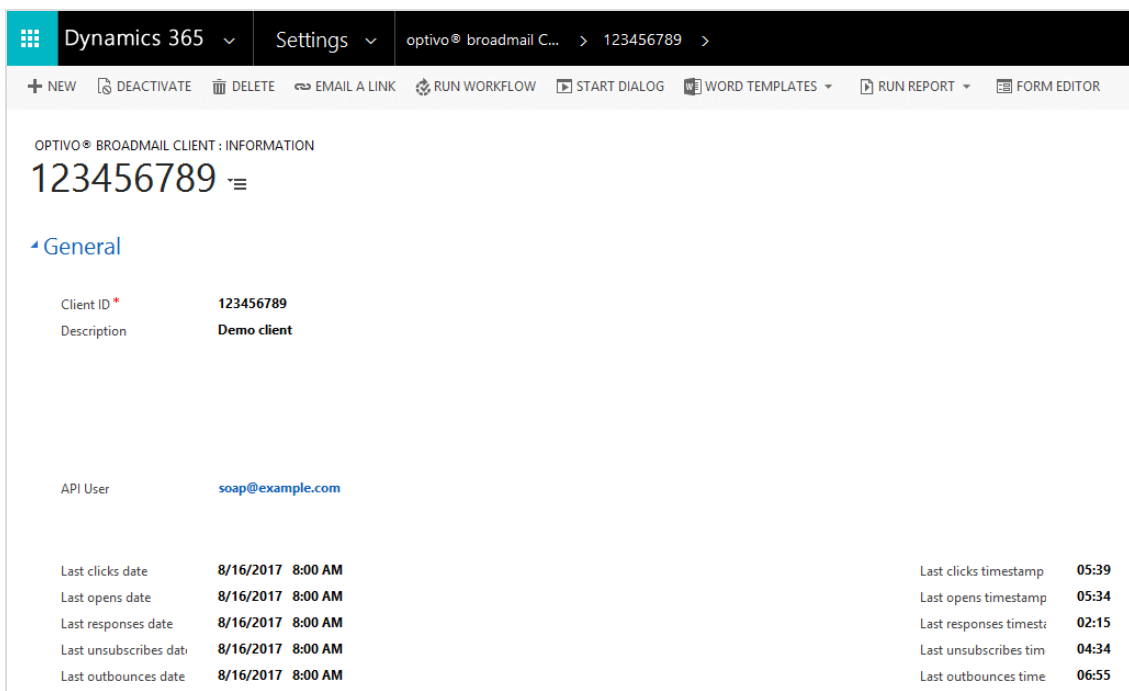 Dynamics 365 Settings optivo® broadmail C... > 123456789 >
NEW DEACTIVATE DELETE EMAIL A LINK RUN WORKFLOW START DIALOG WORD TEMPLATES RUN REPORT FORM EDITOR
OPTIVO® BROADMAIL CLIENT : INFORMATION
123456789
General
Client ID* 123456789
Description Demo client
API User soap@example.com
Last clicks date 8/16/2017 8:00 AM Last clicks timestamp 05:39
Last opens date 8/16/2017 8:00 AM Last opens timestamp 05:34
Last responses date 8/16/2017 8:00 AM Last responses timesta 02:15
Last unsubscribes dat 8/16/2017 8:00 AM Last unsubscribes tim 04:34
Last outbounces date 8/16/2017 8:00 AM Last outbounces time 06:55